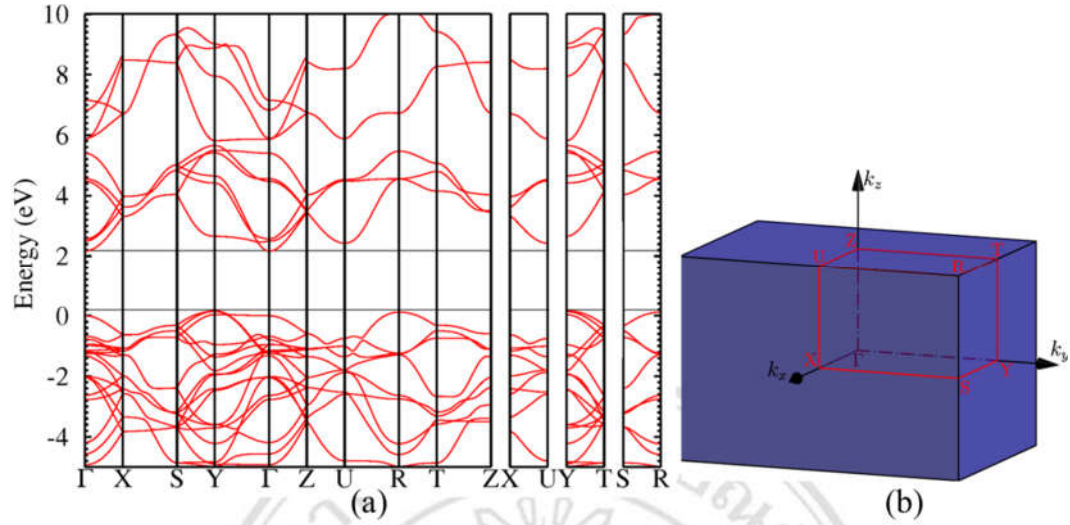 10
8
6
4
2
0
-2
-4
Energy (eV)
Γ X S Y Γ Z U R T Z X U Y T S R
(a)
k_z
Z
T
U
R
X
Γ
k_y
k_x
S
Y
(b)